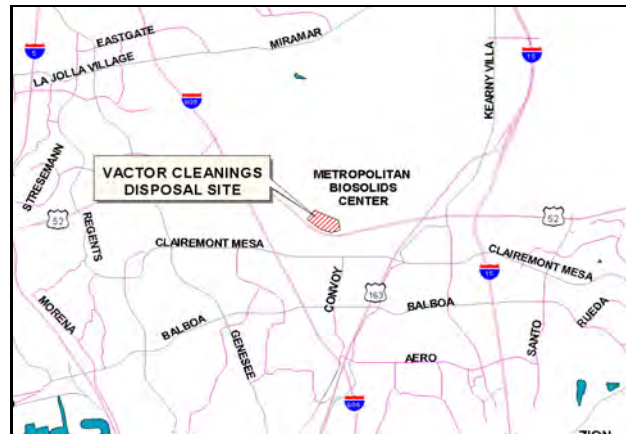 EASTGATE
5
LA JOLLA VILLAGE
MIRAMAR
15
KEARNY VILLA
805
STRESEMANN
VACTOR CLEANINGS
DISPOSAL SITE
METROPOLITAN
BIOSOLIDS
CENTER
52
REGENTS
52
CLAIREMONT MESA
CLAIREMONT MESA
15
CONVOY
163
MORENA
BALBOA
BALBOA
RUEDA
GENESEE
SANTO
AERO
ZION